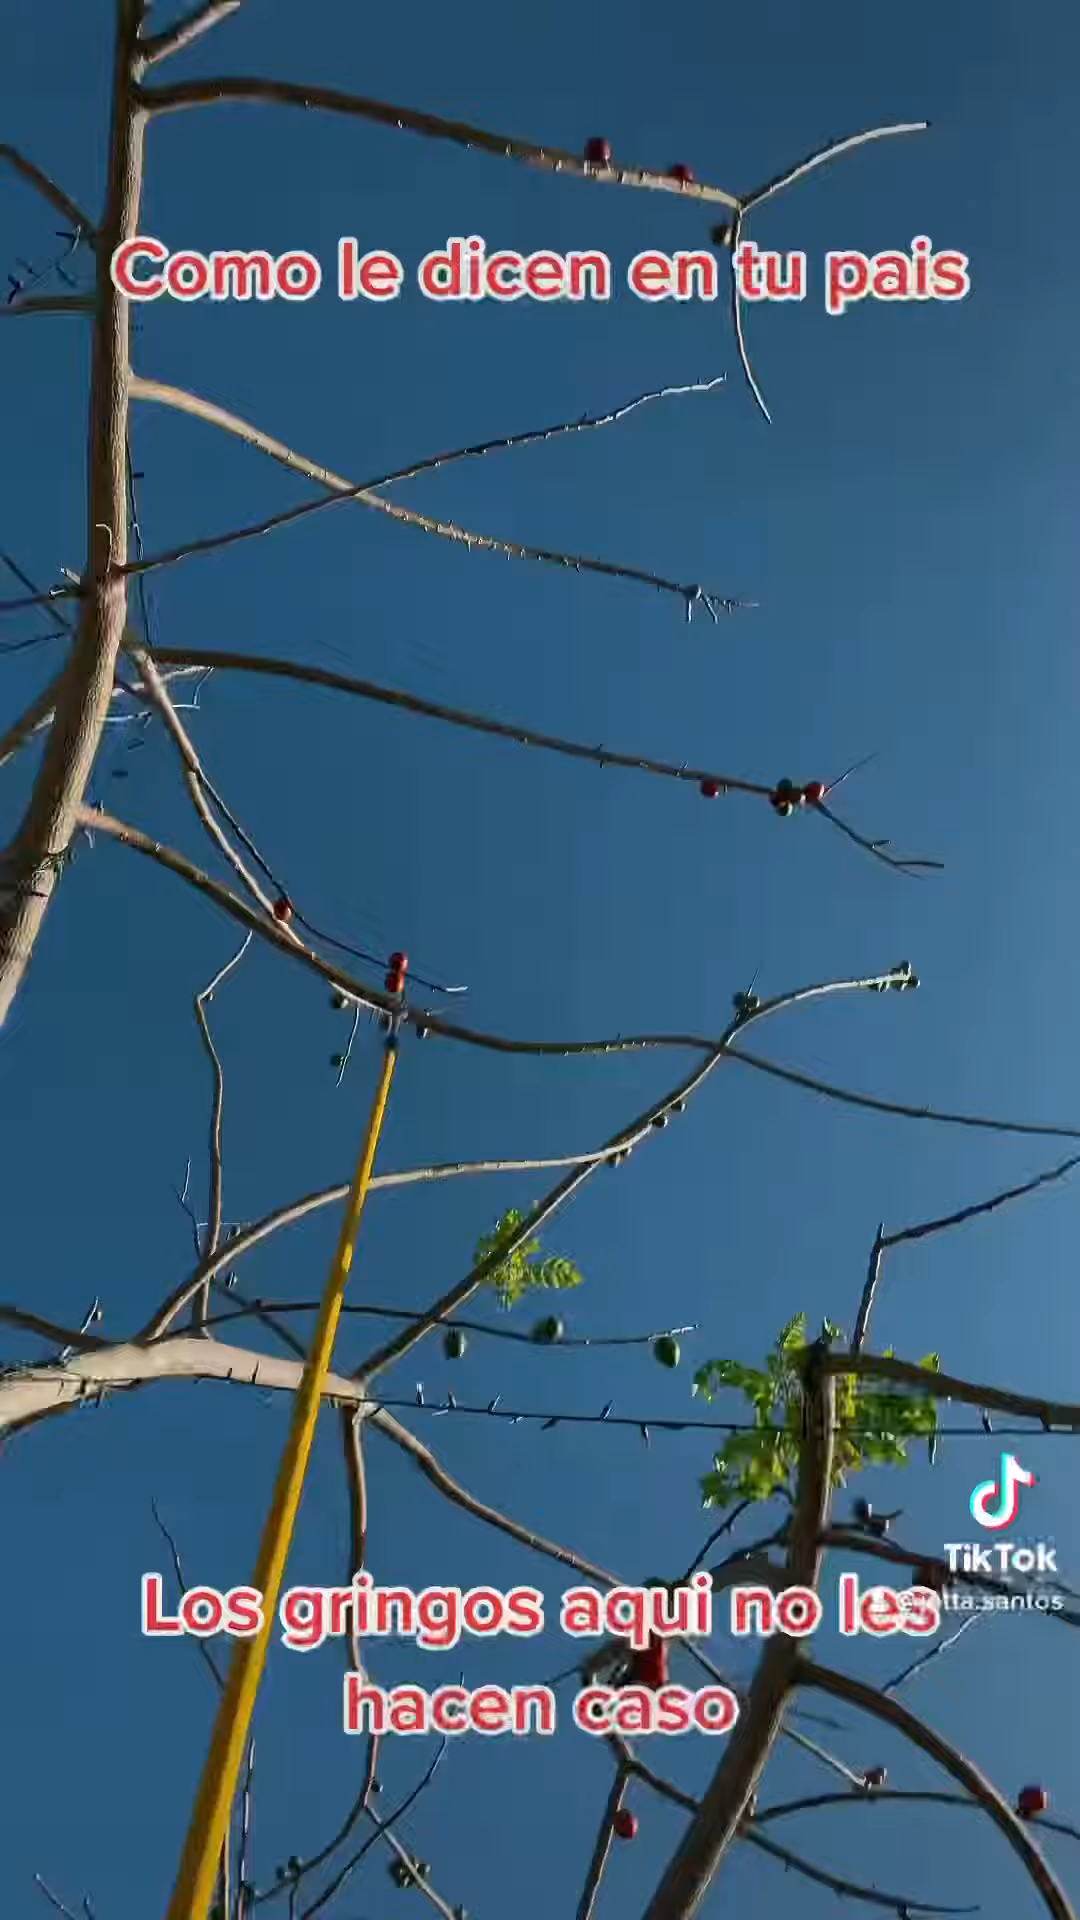 Como le dicen en tu pais
TikTok
Los gringos aqui no les
hacen caso